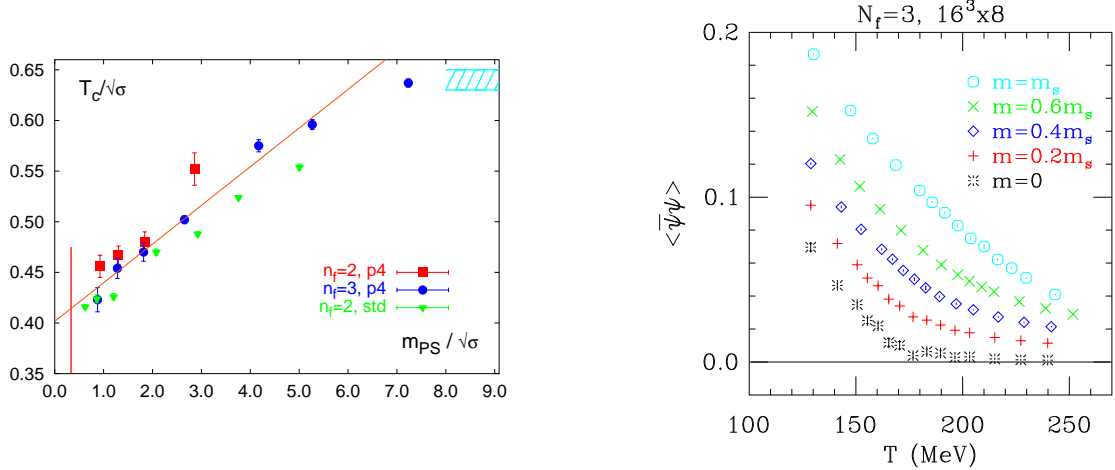 T_c/√σ
0.65
0.60
0.55
0.50
0.45
0.40
0.35
n_f=2, p4
n_f=3, p4
n_f=2, std
m_PS / √σ
0.0 1.0 2.0 3.0 4.0 5.0 6.0 7.0 8.0 9.0
N_f=3, 16^3x8
0.2
0.1
0.0
<ψ̄ψ>
m=m_s
m=0.6m_s
m=0.4m_s
m=0.2m_s
m=0
100 150 200 250
T (MeV)